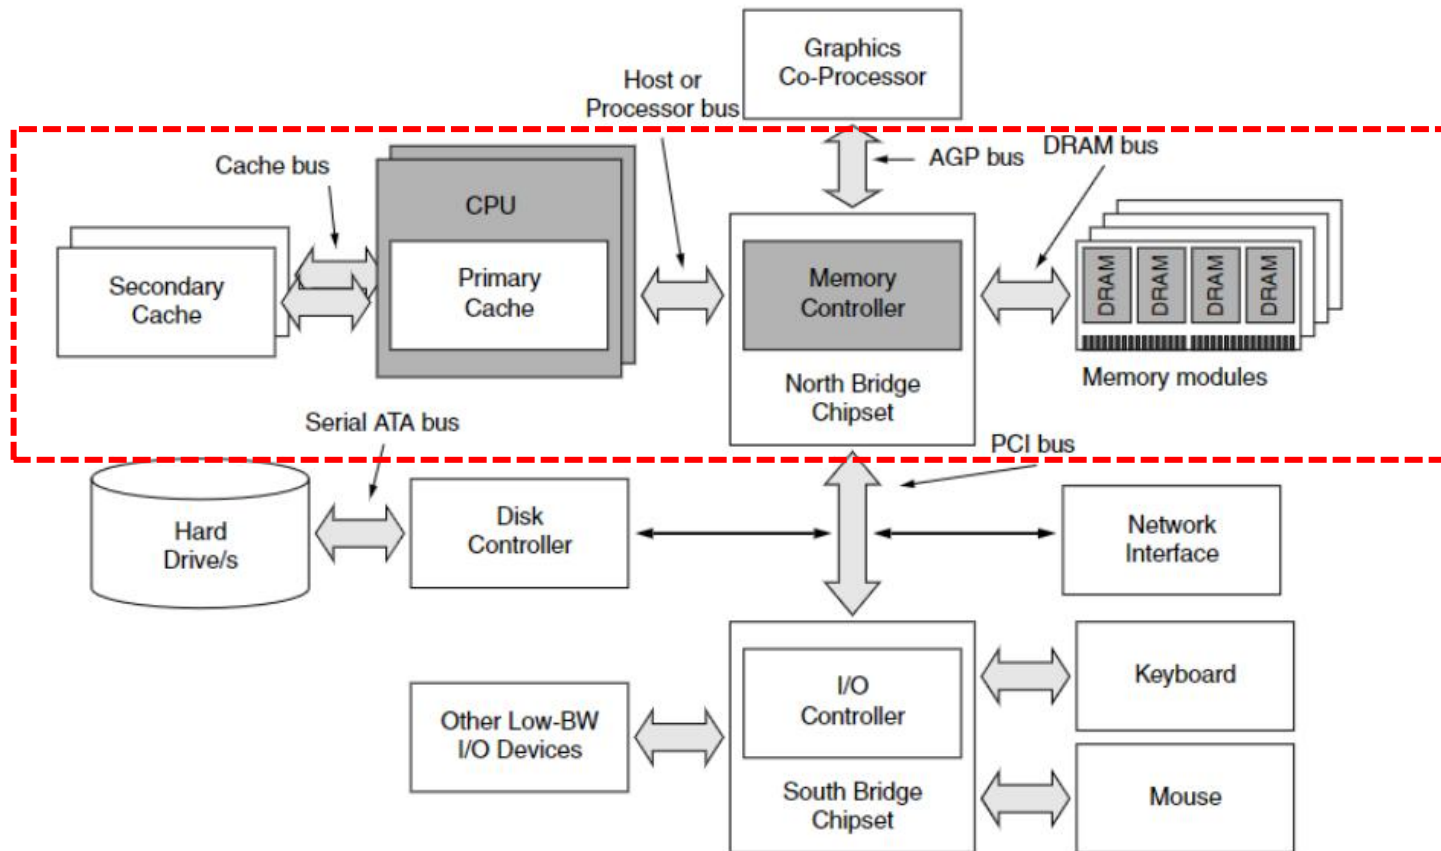 Graphics
Co-Processor
Host or
Processor bus
AGP bus
DRAM bus
Cache bus
CPU
Primary
Cache
Secondary
Cache
Memory
Controller
North Bridge
Chipset
DRAM
DRAM
DRAM
DRAM
Memory modules
Serial ATA bus
PCI bus
Hard
Drive/s
Disk
Controller
Network
Interface
I/O
Controller
South Bridge
Chipset
Other Low-BW
I/O Devices
Keyboard
Mouse